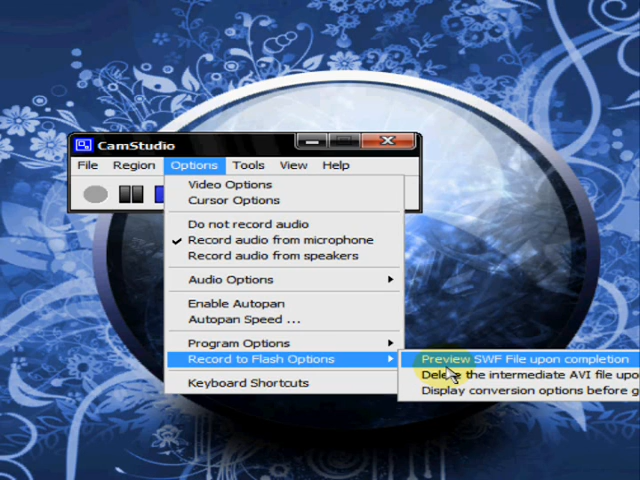 CamStudio
File Region Options Tools View Help
Video Options
Cursor Options
Do not record audio
Record audio from microphone
Record audio from speakers
Audio Options
Enable Autopan
Autopan Speed ...
Program Options
Record to Flash Options
Keyboard Shortcuts
Preview SWF File upon completion
Delete the intermediate AVI file upo
Display conversion options before g